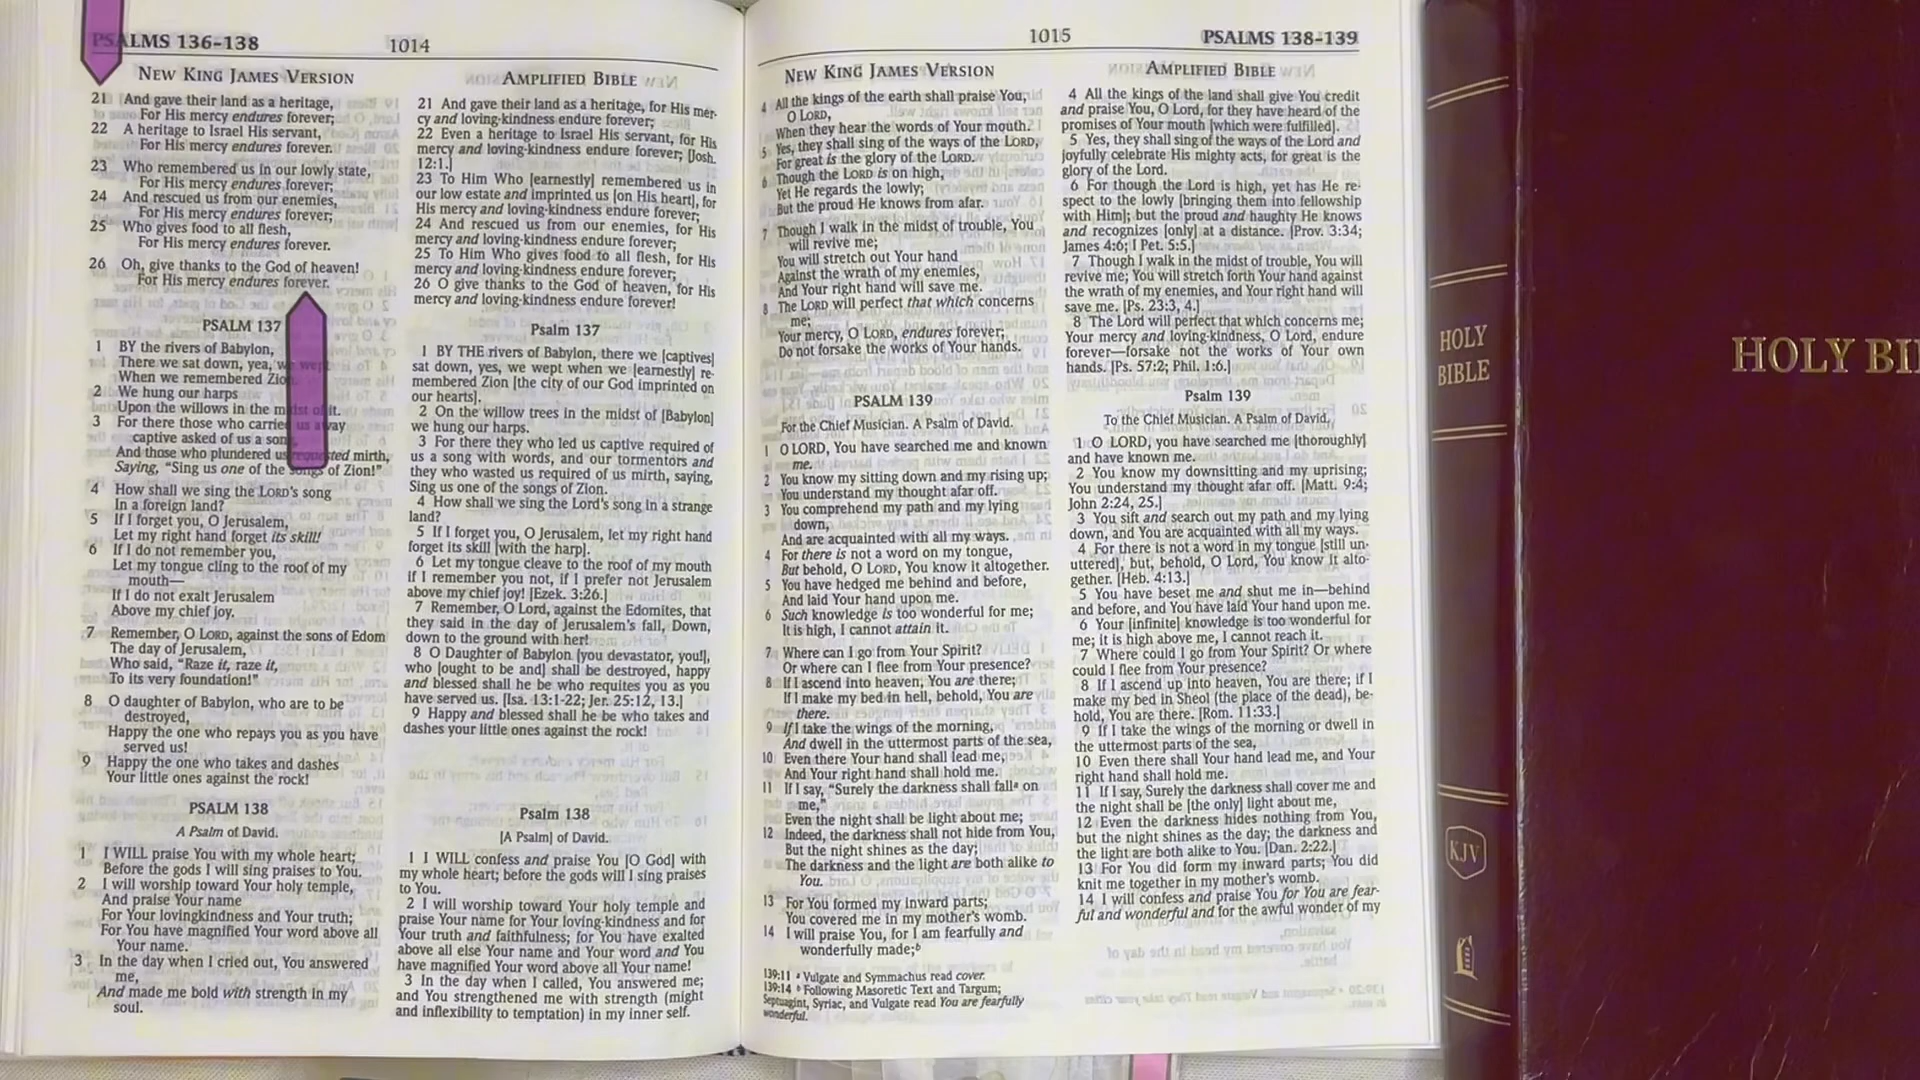 PSALMS 136-138
1014
NEW KING JAMES VERSION
21 And gave their land as a heritage,
For His mercy endures forever;
22 A heritage to Israel His servant,
For His mercy endures forever.
23 Who remembered us in our lowly state,
For His mercy endures forever;
24 And rescued us from our enemies,
For His mercy endures forever;
25 Who gives food to all flesh,
For His mercy endures forever.
26 Oh, give thanks to the God of heaven!
For His mercy endures forever.
PSALM 137
1 BY the rivers of Babylon,
There we sat down, yea, we wept
When we remembered Zion.
2 We hung our harps
Upon the willows in the midst of it.
3 For there those who carried us away
captive asked of us a song,
And those who plundered us requested mirth,
Saying, “Sing us one of the songs of Zion!”
4 How shall we sing the LORD’s song
In a foreign land?
5 If I forget you, O Jerusalem,
Let my right hand forget its skill!
6 If I do not remember you,
Let my tongue cling to the roof of my
mouth—
If I do not exalt Jerusalem
Above my chief joy.
7 Remember, O LORD, against the sons of Edom
The day of Jerusalem,
Who said, “Raze it, raze it,
To its very foundation!”
8 O daughter of Babylon, who are to be
destroyed,
Happy the one who repays you as you have
served us!
9 Happy the one who takes and dashes
Your little ones against the rock!
PSALM 138
A Psalm of David.
1 I WILL praise You with my whole heart;
Before the gods I will sing praises to You.
2 I will worship toward Your holy temple,
And praise Your name
For Your lovingkindness and Your truth;
For You have magnified Your word above all
Your name.
3 In the day when I cried out, You answered
me,
And made me bold with strength in my
soul.
AMPLIFIED BIBLE
21 And gave their land as a heritage, for His mer-
cy and loving-kindness endure forever;
22 Even a heritage to Israel His servant, for His
mercy and loving-kindness endure forever; [Josh.
12:1.]
23 To Him Who [earnestly] remembered us in
our low estate and imprinted us [on His heart], for
His mercy and loving-kindness endure forever;
24 And rescued us from our enemies, for His
mercy and loving-kindness endure forever;
25 To Him Who gives food to all flesh, for His
mercy and loving-kindness endure forever;
26 O give thanks to the God of heaven, for His
mercy and loving-kindness endure forever!
Psalm 137
1 BY THE rivers of Babylon, there we [captives]
sat down, yes, we wept when we [earnestly] re-
membered Zion [the city of our God imprinted on
our hearts].
2 On the willow trees in the midst of [Babylon]
we hung our harps.
3 For there they who led us captive required of
us a song with words, and our tormentors and
they who wasted us required of us mirth, saying,
Sing us one of the songs of Zion.
4 How shall we sing the Lord’s song in a strange
land?
5 If I forget you, O Jerusalem, let my right hand
forget its skill [with the harp].
6 Let my tongue cleave to the roof of my mouth
if I remember you not, if I prefer not Jerusalem
above my chief joy! [Ezek. 3:26.]
7 Remember, O Lord, against the Edomites, that
they said in the day of Jerusalem’s fall, Down,
down to the ground with her!
8 O Daughter of Babylon [you devastator, you!],
who [ought to be and] shall be destroyed, happy
and blessed shall he be who requites you as you
have served us. [Isa. 13:1-22; Jer. 25:12, 13.]
9 Happy and blessed shall he be who takes and
dashes your little ones against the rock!
Psalm 138
[A Psalm] of David.
1 I WILL confess and praise You [O God] with
my whole heart; before the gods will I sing praises
to You.
2 I will worship toward Your holy temple and
praise Your name for Your loving-kindness and for
Your truth and faithfulness; for You have exalted
above all else Your name and Your word and You
have magnified Your word above all Your name!
3 In the day when I called, You answered me;
and You strengthened me with strength (might
and inflexibility to temptation) in my inner self.
1015
PSALMS 138-139
NEW KING JAMES VERSION
4 All the kings of the earth shall praise You,
O LORD,
When they hear the words of Your mouth.
5 Yes, they shall sing of the ways of the LORD,
For great is the glory of the LORD.
6 Though the LORD is on high,
Yet He regards the lowly;
But the proud He knows from afar.
7 Though I walk in the midst of trouble, You
will revive me;
You will stretch out Your hand
Against the wrath of my enemies,
And Your right hand will save me.
8 The LORD will perfect that which concerns
me;
Your mercy, O LORD, endures forever;
Do not forsake the works of Your hands.
PSALM 139
For the Chief Musician. A Psalm of David.
1 O LORD, You have searched me and known
me.
2 You know my sitting down and my rising up;
You understand my thought afar off.
3 You comprehend my path and my lying
down,
And are acquainted with all my ways.
4 For there is not a word on my tongue,
But behold, O LORD, You know it altogether.
5 You have hedged me behind and before,
And laid Your hand upon me.
6 Such knowledge is too wonderful for me;
It is high, I cannot attain it.
7 Where can I go from Your Spirit?
Or where can I flee from Your presence?
8 If I ascend into heaven, You are there;
If I make my bed in hell, behold, You are
there.
9 If I take the wings of the morning,
And dwell in the uttermost parts of the sea,
10 Even there Your hand shall lead me,
And Your right hand shall hold me.
11 If I say, “Surely the darkness shall fallᵃ on
me,”
Even the night shall be light about me;
12 Indeed, the darkness shall not hide from You,
But the night shines as the day;
The darkness and the light are both alike to
You.
13 For You formed my inward parts;
You covered me in my mother’s womb.
14 I will praise You, for I am fearfully and
wonderfully made;ᵇ
139:11 ᵃ Vulgate and Symmachus read cover.
139:14 ᵇ Following Masoretic Text and Targum;
Septuagint, Syriac, and Vulgate read You are fearfully
wonderful.
AMPLIFIED BIBLE
4 All the kings of the land shall give You credit
and praise You, O Lord, for they have heard of the
promises of Your mouth [which were fulfilled].
5 Yes, they shall sing of the ways of the Lord and
joyfully celebrate His mighty acts, for great is the
glory of the Lord.
6 For though the Lord is high, yet has He re-
spect to the lowly [bringing them into fellowship
with Him]; but the proud and haughty He knows
and recognizes [only] at a distance. [Prov. 3:34;
James 4:6; I Pet. 5:5.]
7 Though I walk in the midst of trouble, You will
revive me; You will stretch forth Your hand against
the wrath of my enemies, and Your right hand will
save me. [Ps. 23:3, 4.]
8 The Lord will perfect that which concerns me;
Your mercy and loving-kindness, O Lord, endure
forever—forsake not the works of Your own
hands. [Ps. 57:2; Phil. 1:6.]
Psalm 139
To the Chief Musician. A Psalm of David.
1 O LORD, you have searched me [thoroughly]
and have known me.
2 You know my downsitting and my uprising;
You understand my thought afar off. [Matt. 9:4;
John 2:24, 25.]
3 You sift and search out my path and my lying
down, and You are acquainted with all my ways.
4 For there is not a word in my tongue [still un-
uttered], but, behold, O Lord, You know it alto-
gether. [Heb. 4:13.]
5 You have beset me and shut me in—behind
and before, and You have laid Your hand upon me.
6 Your [infinite] knowledge is too wonderful for
me; it is high above me, I cannot reach it.
7 Where could I go from Your Spirit? Or where
could I flee from Your presence?
8 If I ascend up into heaven, You are there; if I
make my bed in Sheol (the place of the dead), be-
hold, You are there. [Rom. 11:33.]
9 If I take the wings of the morning or dwell in
the uttermost parts of the sea,
10 Even there shall Your hand lead me, and Your
right hand shall hold me.
11 If I say, Surely the darkness shall cover me and
the night shall be [the only] light about me,
12 Even the darkness hides nothing from You,
but the night shines as the day; the darkness and
the light are both alike to You. [Dan. 2:22.]
13 For You did form my inward parts; You did
knit me together in my mother’s womb.
14 I will confess and praise You for You are fear-
ful and wonderful and for the awful wonder of my
HOLY
BIBLE
KJV
HOLY BI